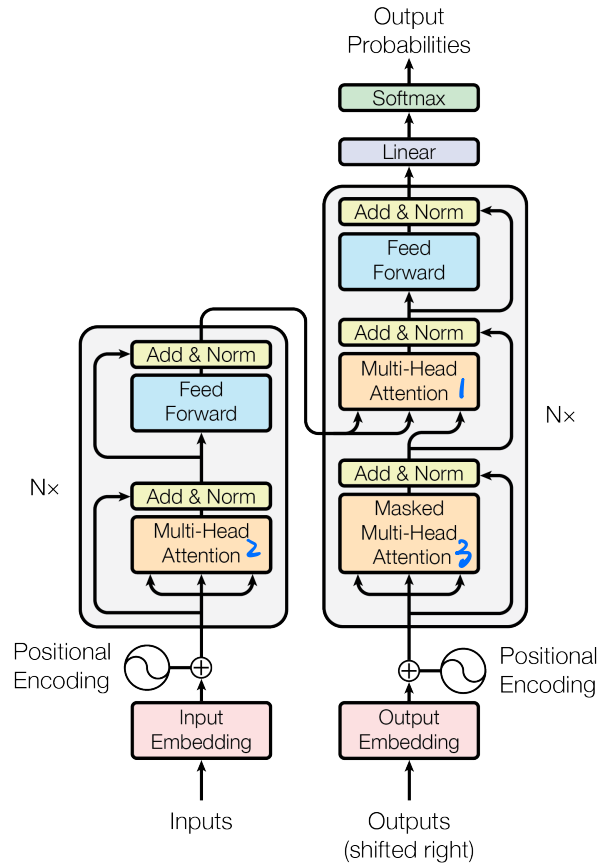 Output
Probabilities
Softmax
Linear
Add & Norm
Feed
Forward
Add & Norm
Multi-Head
Attention 1
Add & Norm
Masked
Multi-Head
Attention 3
Nx
Add & Norm
Feed
Forward
Add & Norm
Multi-Head
Attention 2
Nx
Positional
Encoding
Positional
Encoding
Input
Embedding
Output
Embedding
Inputs
Outputs
(shifted right)